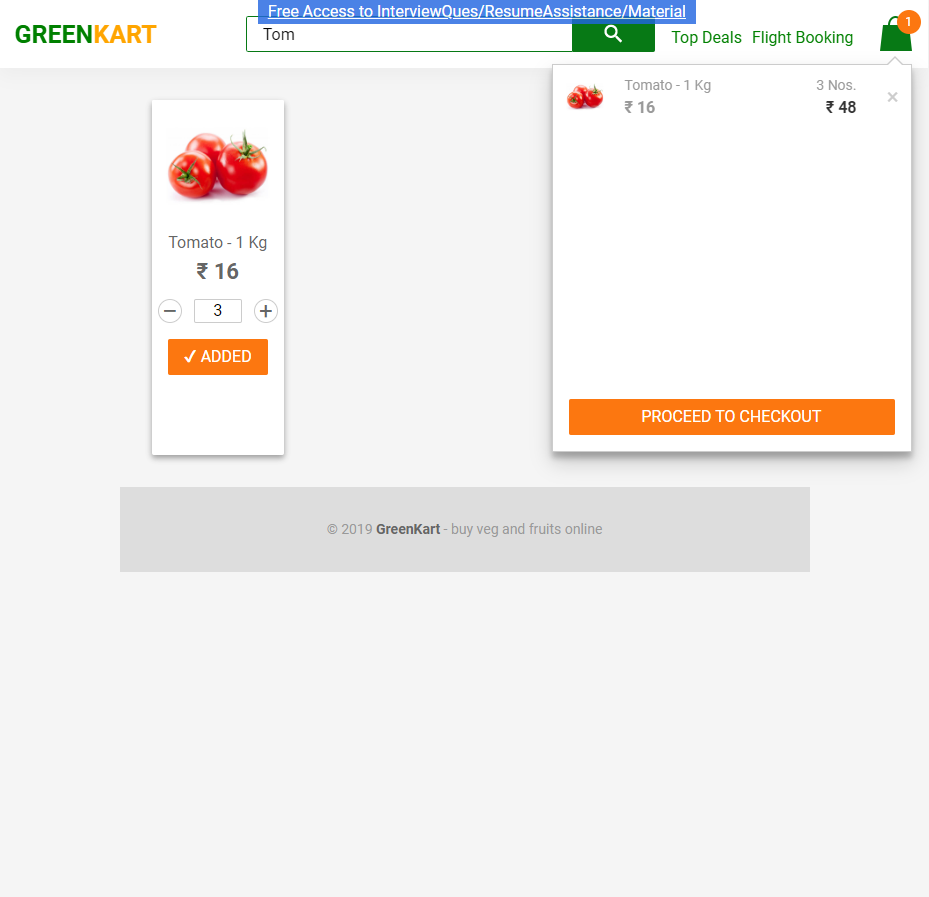 Free Access to InterviewQues/ResumeAssistance/Material
GREENKART
Tom
Top Deals Flight Booking
1
Tomato - 1 Kg 3 Nos.
₹ 16 ₹ 48 ×
PROCEED TO CHECKOUT
Tomato - 1 Kg
₹ 16
− 3 +
✓ ADDED
© 2019 GreenKart - buy veg and fruits online